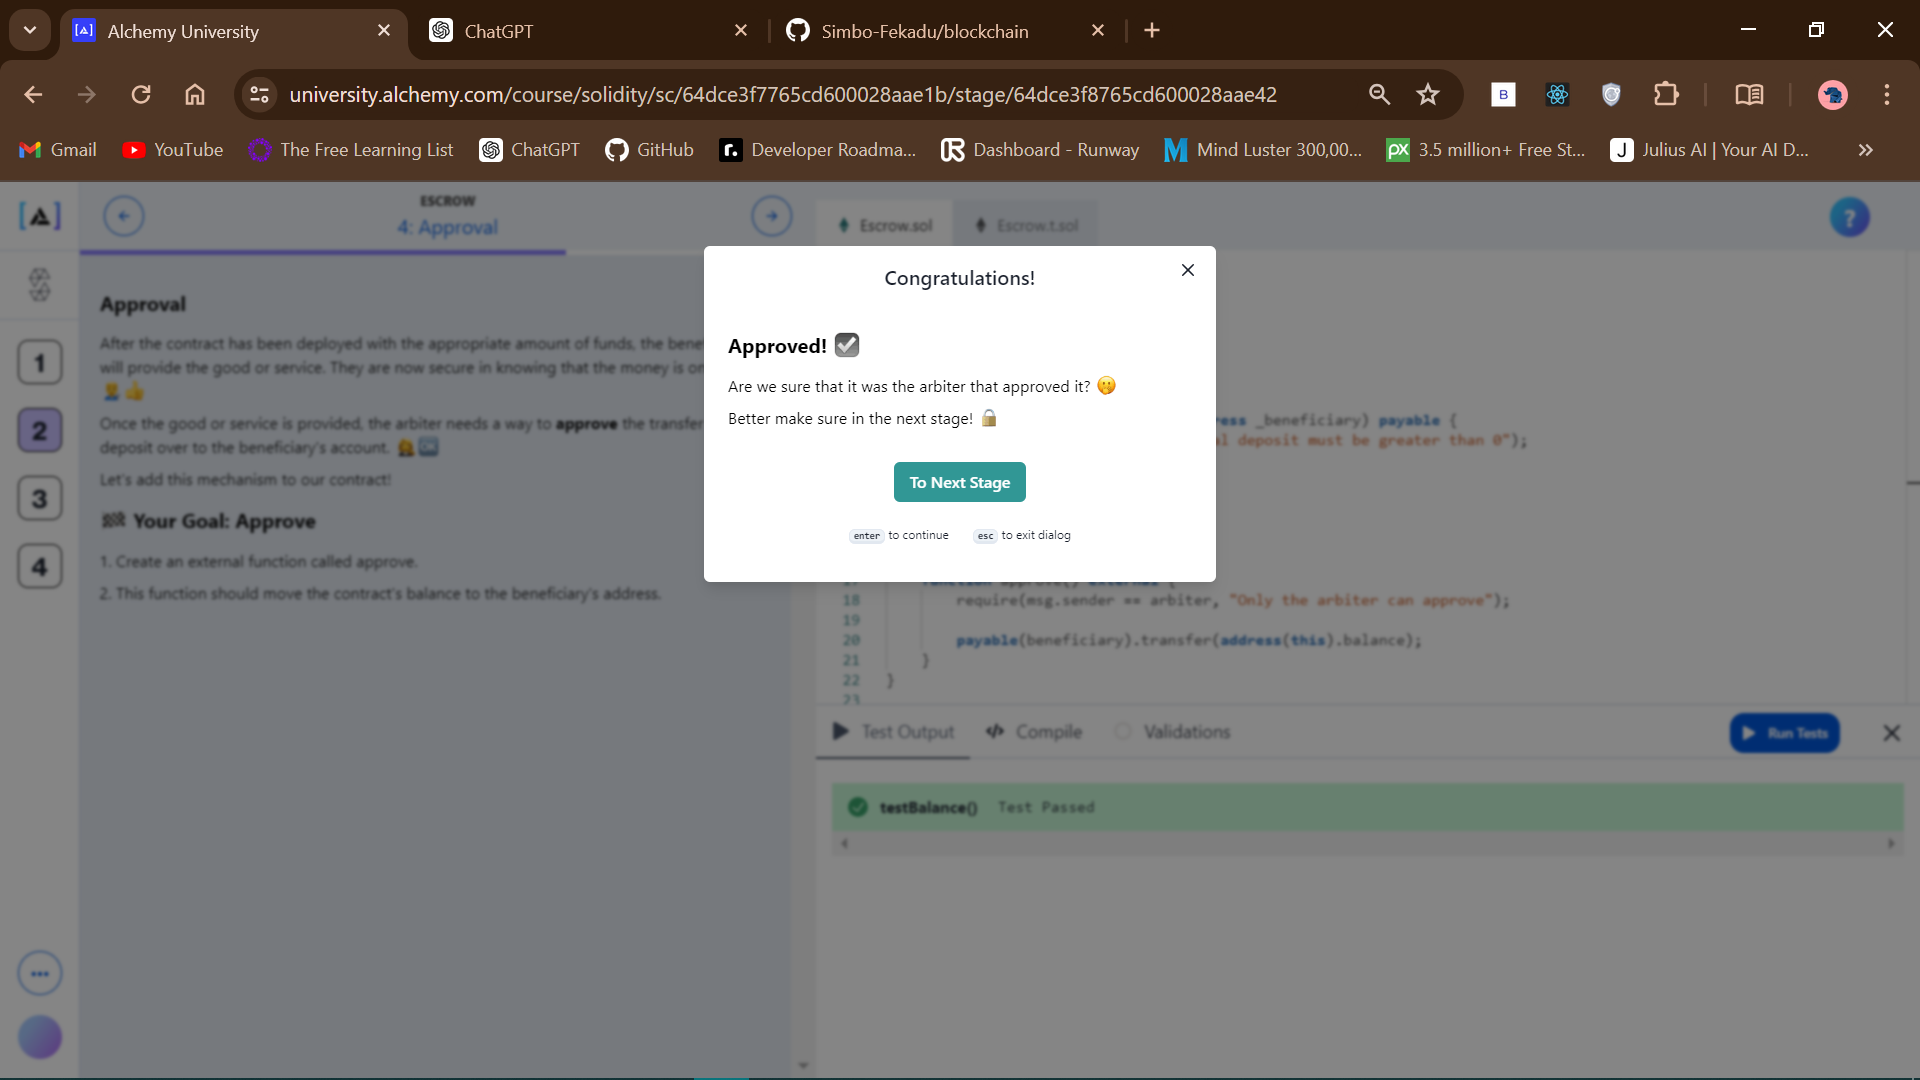 Alchemy University
ChatGPT
Simbo-Fekadu/blockchain
university.alchemy.com/course/solidity/sc/64dce3f7765cd600028aae1b/stage/64dce3f8765cd600028aae42
B
Gmail
YouTube
The Free Learning List
ChatGPT
GitHub
Developer Roadma...
Dashboard - Runway
Mind Luster 300,00...
3.5 million+ Free St...
Julius AI | Your AI D...
ESCROW
4: Approval
Escrow.sol
Escrow.t.sol
?
1
2
3
4
Approval
After the contract has been deployed with the appropriate amount of funds, the
will provide the good or service. They are now secure in knowing that the money is
Once the good or service is provided, the arbiter needs a way to approve the transfer
deposit over to the beneficiary's account.
Let's add this mechanism to our contract!
Your Goal: Approve
1. Create an external function called approve.
2. This function should move the contract's balance to the beneficiary's address.
Congratulations!
Approved!
Are we sure that it was the arbiter that approved it?
Better make sure in the next stage!
To Next Stage
enter to continue
esc to exit dialog
_beneficiary) payable {
deposit must be greater than 0");
18 require(msg.sender == arbiter, "Only the arbiter can approve");
19
20 payable(beneficiary).transfer(address(this).balance);
21 }
22 }
23
Test Output
Compile
Validations
Run Tests
testBalance() Test Passed